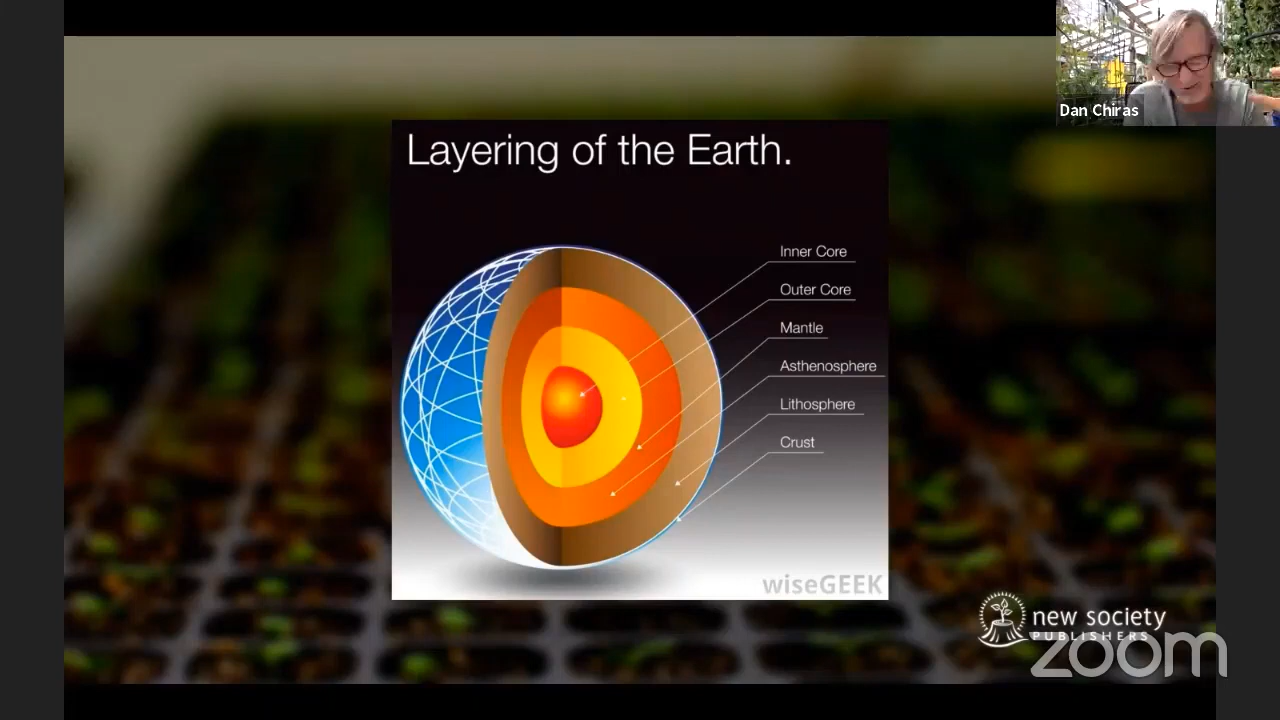 Dan Chiras
Layering of the Earth.
Inner Core
Outer Core
Mantle
Asthenosphere
Lithosphere
Crust
wiseGEEK
new society
PUBLISHERS
zoom